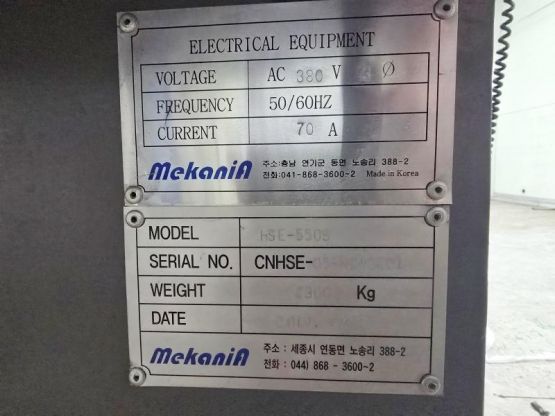 ELECTRICAL EQUIPMENT
VOLTAGE AC 380 V 3 Ø
FREQUENCY 50/60HZ
CURRENT 70 A
MekaniA 주소:충남 연기군 동면 노송리 388-2
전화:041-868-3600~2 Made in Korea
MODEL HSE-550S
SERIAL NO. CNHSE-
WEIGHT Kg
DATE
MekaniA 주소 : 세종시 연동면 노송리 388-2
전화 : 044) 868 - 3600~2